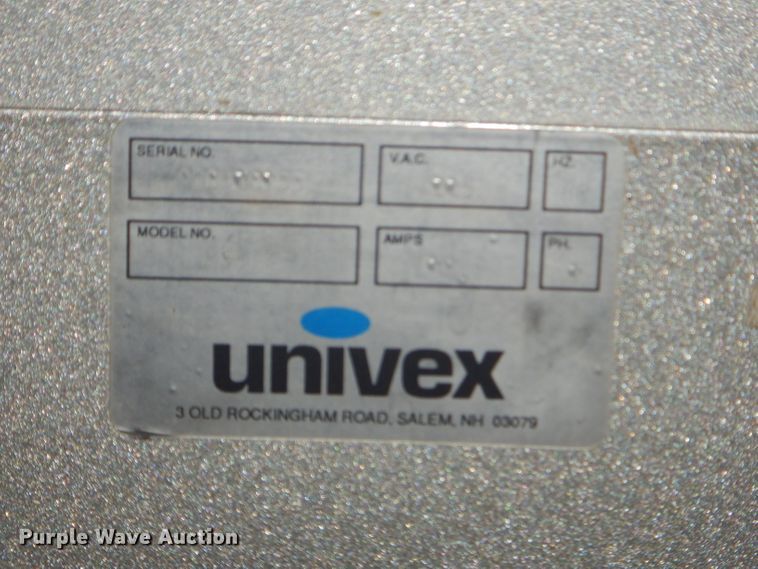 SERIAL NO.
V.A.C.
HZ.
MODEL NO.
AMPS
PH.
univex
3 OLD ROCKINGHAM ROAD, SALEM, NH 03079
Purple Wave Auction